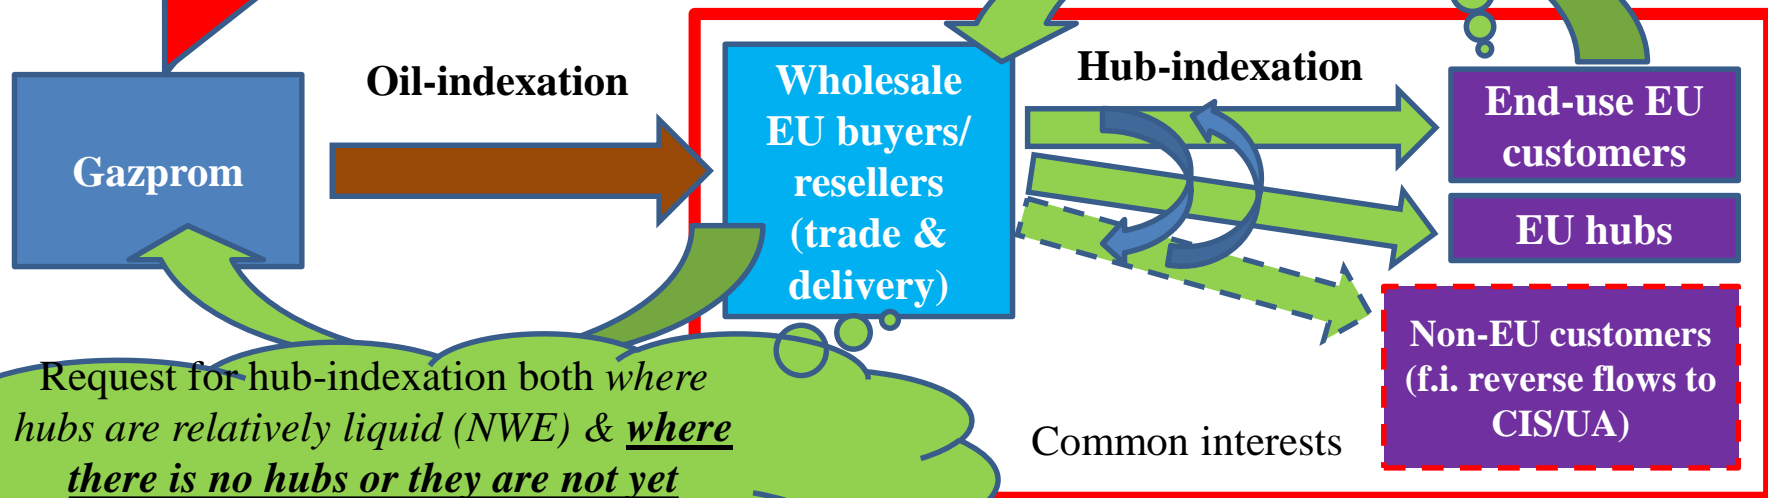 Gazprom
Oil-indexation
Wholesale
EU buyers/
resellers
(trade &
delivery)
Hub-indexation
End-use EU
customers
EU hubs
Non-EU customers
(f.i. reverse flows to
CIS/UA)
Common interests
Request for hub-indexation both where
hubs are relatively liquid (NWE) & where
there is no hubs or they are not yet